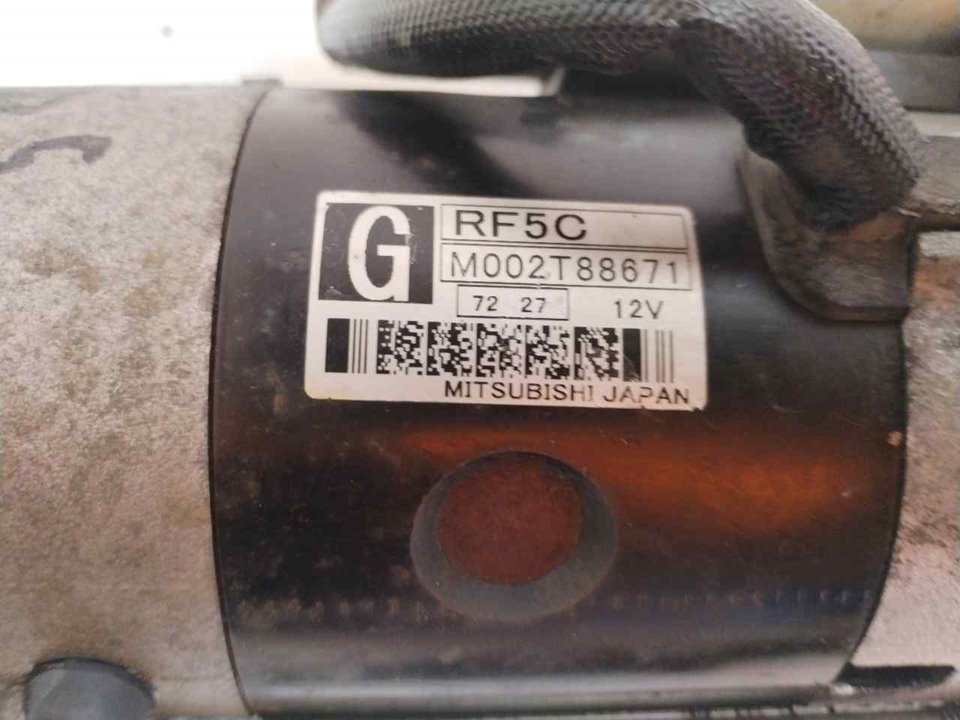 G
RF5C
M002T88671
72 27 12V
MITSUBISHI JAPAN